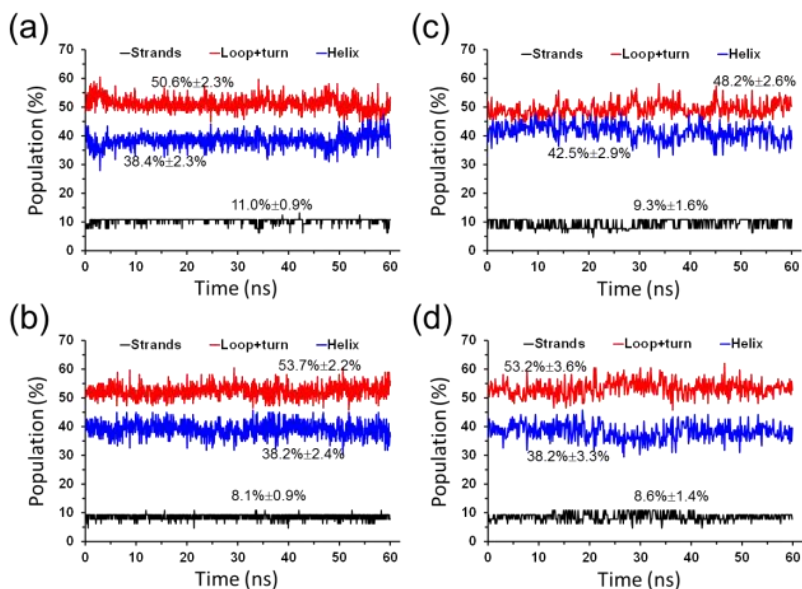 (a)
Strands Loop+turn Helix
50.6%±2.3%
38.4%±2.3%
11.0%±0.9%
Population (%)
70
60
50
40
30
20
10
0
0 10 20 30 40 50 60
Time (ns)
(c)
Strands Loop+turn Helix
48.2%±2.6%
42.5%±2.9%
9.3%±1.6%
Population (%)
70
60
50
40
30
20
10
0
0 10 20 30 40 50 60
Time (ns)
(b)
Strands Loop+turn Helix
53.7%±2.2%
38.2%±2.4%
8.1%±0.9%
Population (%)
70
60
50
40
30
20
10
0
0 10 20 30 40 50 60
Time (ns)
(d)
Strands Loop+turn Helix
53.2%±3.6%
38.2%±3.3%
8.6%±1.4%
Population (%)
70
60
50
40
30
20
10
0
0 10 20 30 40 50 60
Time (ns)